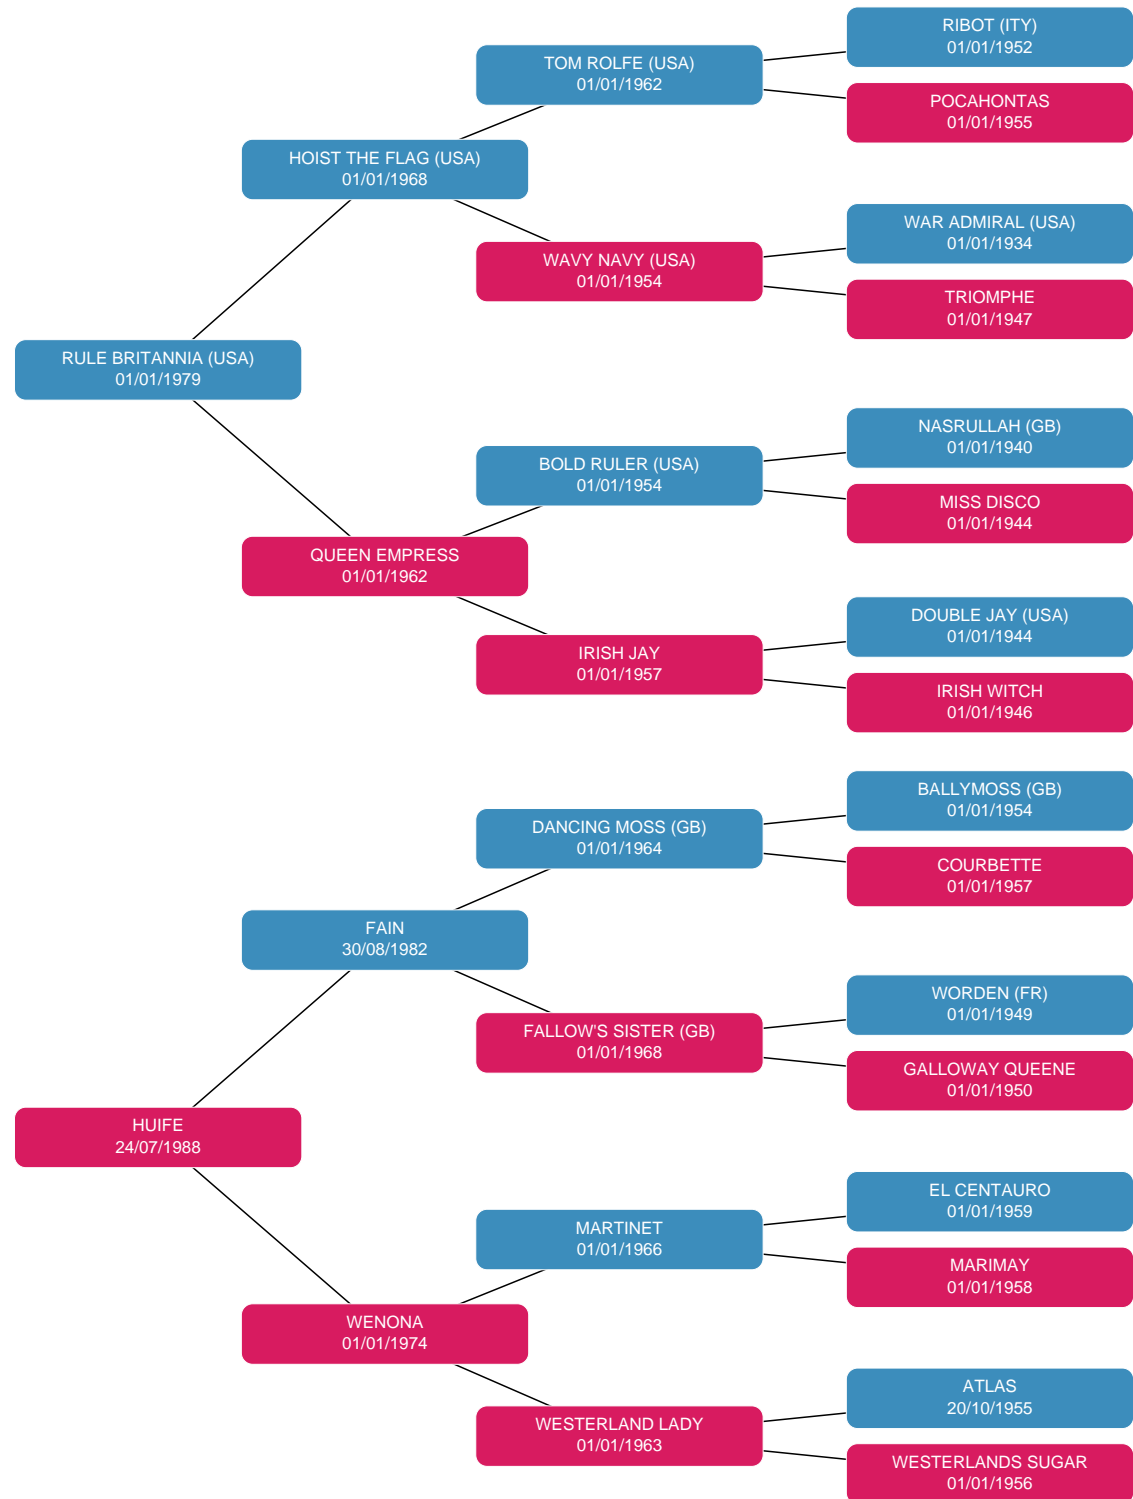 RIBOT (ITY)
01/01/1952
TOM ROLFE (USA)
01/01/1962
POCAHONTAS
01/01/1955
HOIST THE FLAG (USA)
01/01/1968
WAR ADMIRAL (USA)
01/01/1934
WAVY NAVY (USA)
01/01/1954
TRIOMPHE
01/01/1947
RULE BRITANNIA (USA)
01/01/1979
NASRULLAH (GB)
01/01/1940
BOLD RULER (USA)
01/01/1954
MISS DISCO
01/01/1944
QUEEN EMPRESS
01/01/1962
DOUBLE JAY (USA)
01/01/1944
IRISH JAY
01/01/1957
IRISH WITCH
01/01/1946
BALLYMOSS (GB)
01/01/1954
DANCING MOSS (GB)
01/01/1964
COURBETTE
01/01/1957
FAIN
30/08/1982
WORDEN (FR)
01/01/1949
FALLOW'S SISTER (GB)
01/01/1968
GALLOWAY QUEENE
01/01/1950
HUIFE
24/07/1988
EL CENTAURO
01/01/1959
MARTINET
01/01/1966
MARIMAY
01/01/1958
WENONA
01/01/1974
ATLAS
20/10/1955
WESTERLAND LADY
01/01/1963
WESTERLANDS SUGAR
01/01/1956